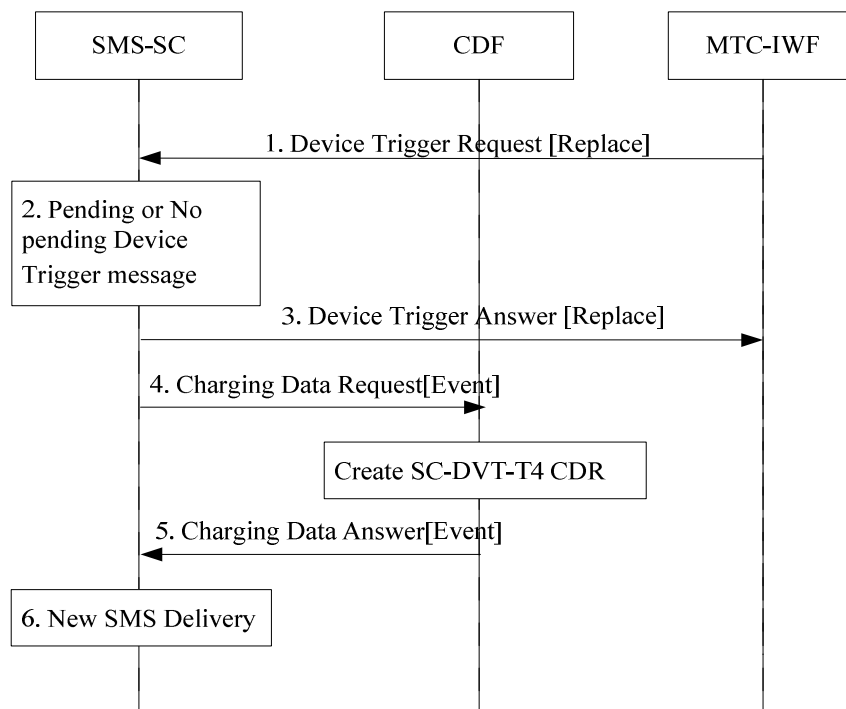 SMS-SC
CDF
MTC-IWF
1. Device Trigger Request [Replace]
2. Pending or No
pending Device
Trigger message
3. Device Trigger Answer [Replace]
4. Charging Data Request[Event]
Create SC-DVT-T4 CDR
5. Charging Data Answer[Event]
6. New SMS Delivery